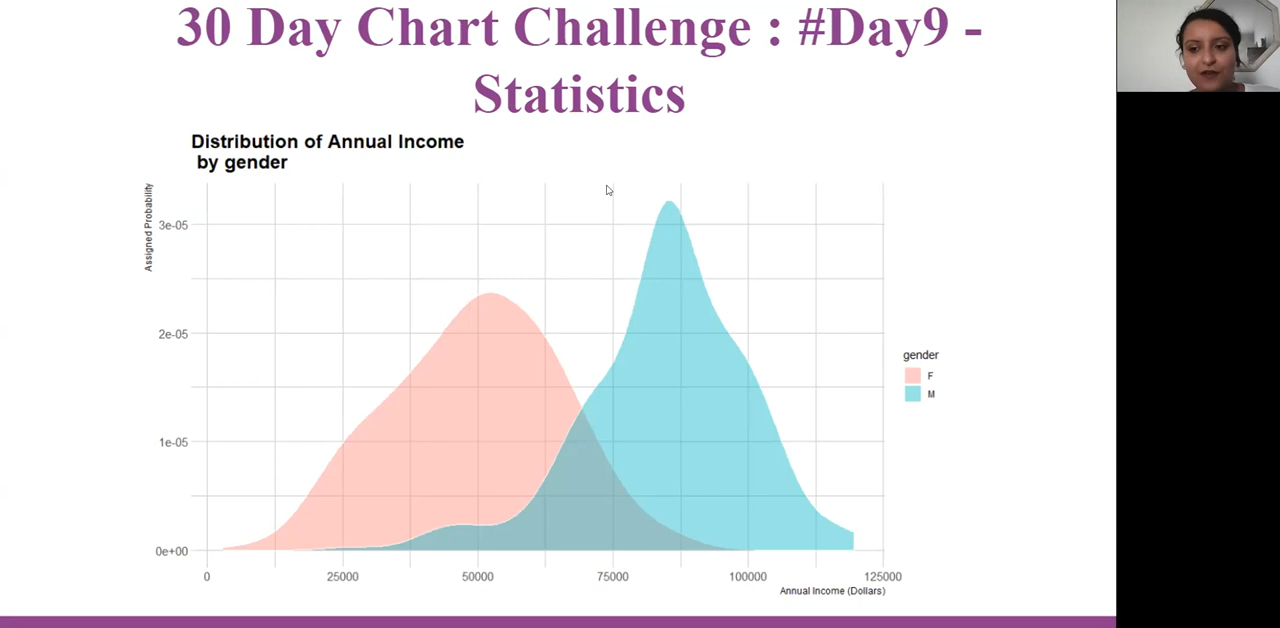 30 Day Chart Challenge : #Day9 -
Statistics
Distribution of Annual Income
by gender
Assigned Probability
3e-05
2e-05
1e-05
0e+00
0
25000
50000
75000
100000
125000
Annual Income (Dollars)
gender
F
M